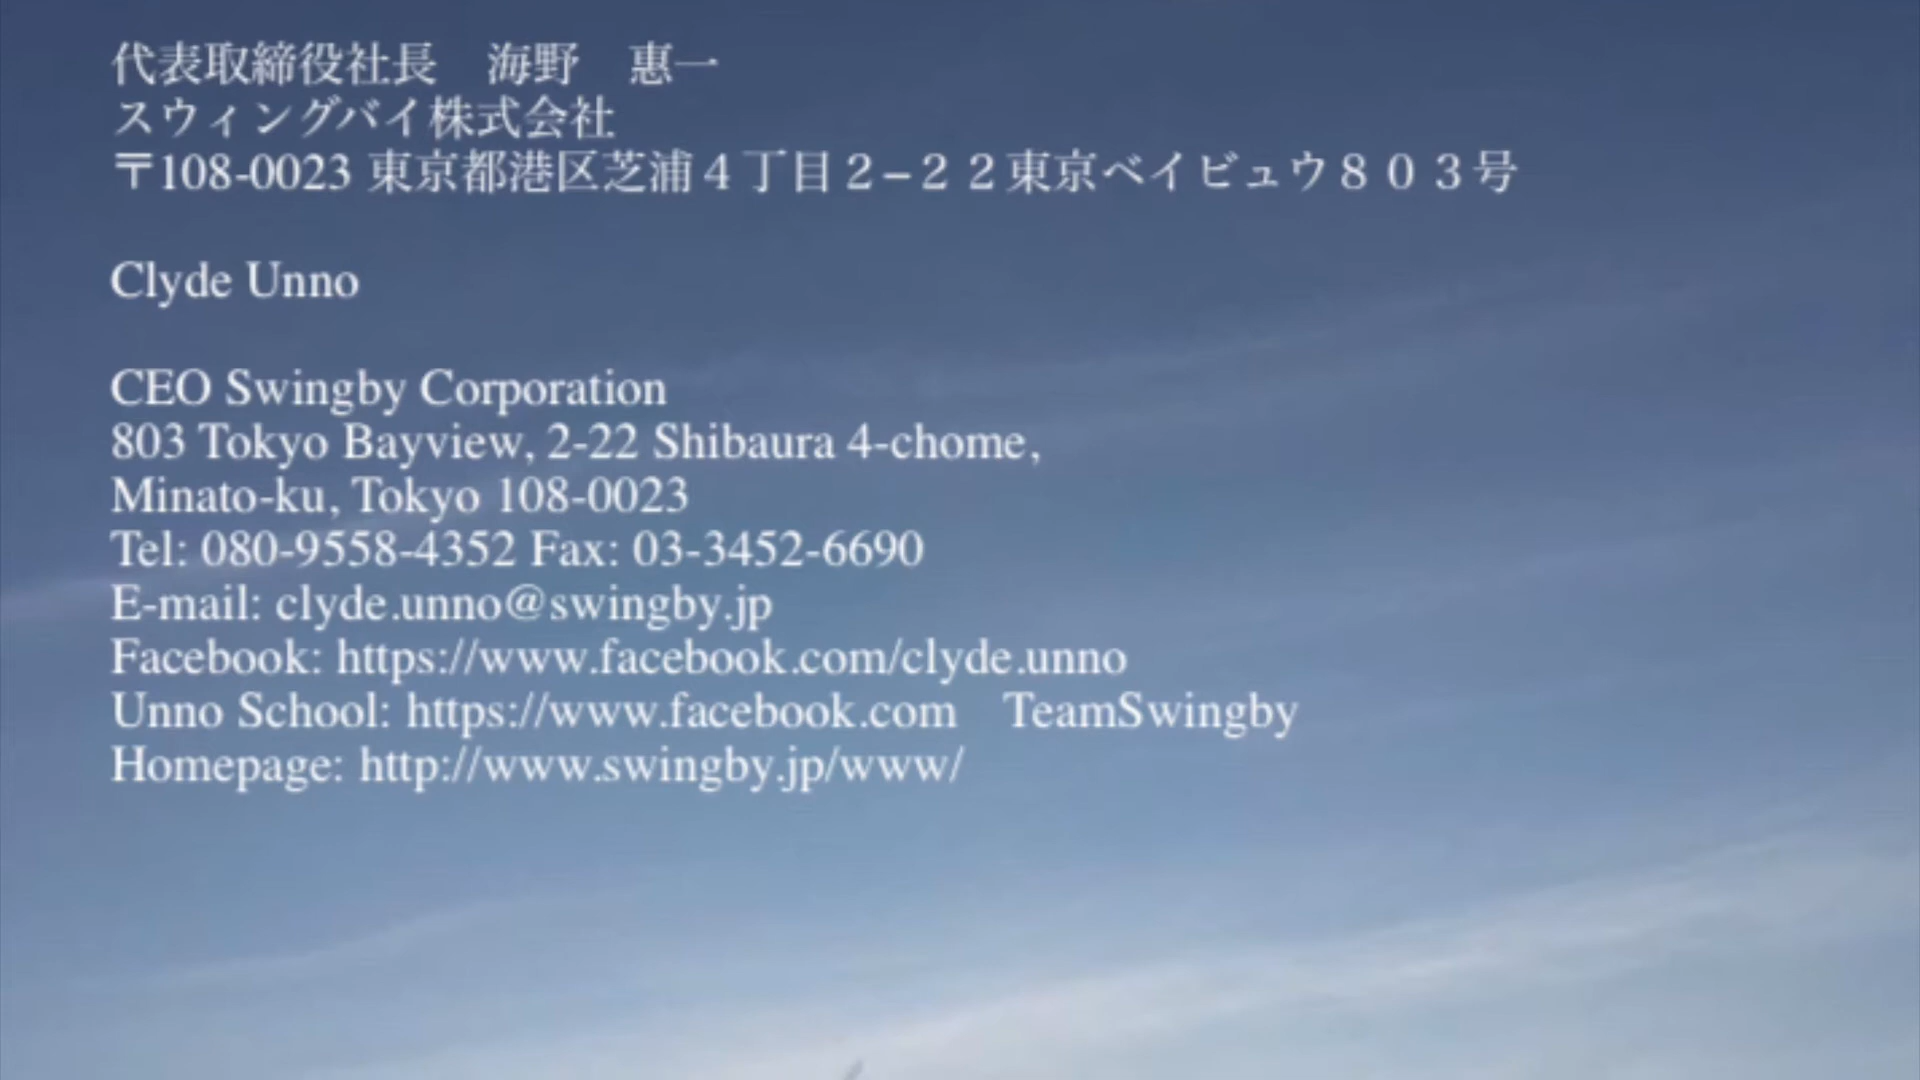 代表取締役社長　海野　惠一
スウィングバイ株式会社
〒108-0023 東京都港区芝浦４丁目２−２２東京ベイビュウ８０３号
Clyde Unno
CEO Swingby Corporation
803 Tokyo Bayview, 2-22 Shibaura 4-chome,
Minato-ku, Tokyo 108-0023
Tel: 080-9558-4352 Fax: 03-3452-6690
E-mail: clyde.unno@swingby.jp
Facebook: https://www.facebook.com/clyde.unno
Unno School: https://www.facebook.com　TeamSwingby
Homepage: http://www.swingby.jp/www/